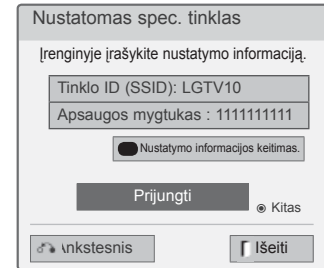 Nustatomas spec. tinklas
Įrenginyje įrašykite nustatymo informaciją.
Tinklo ID (SSID): LGTV10
Apsaugos mygtukas : 1111111111
Nustatymo informacijos keitimas.
Prijungti
Kitas
Išeiti